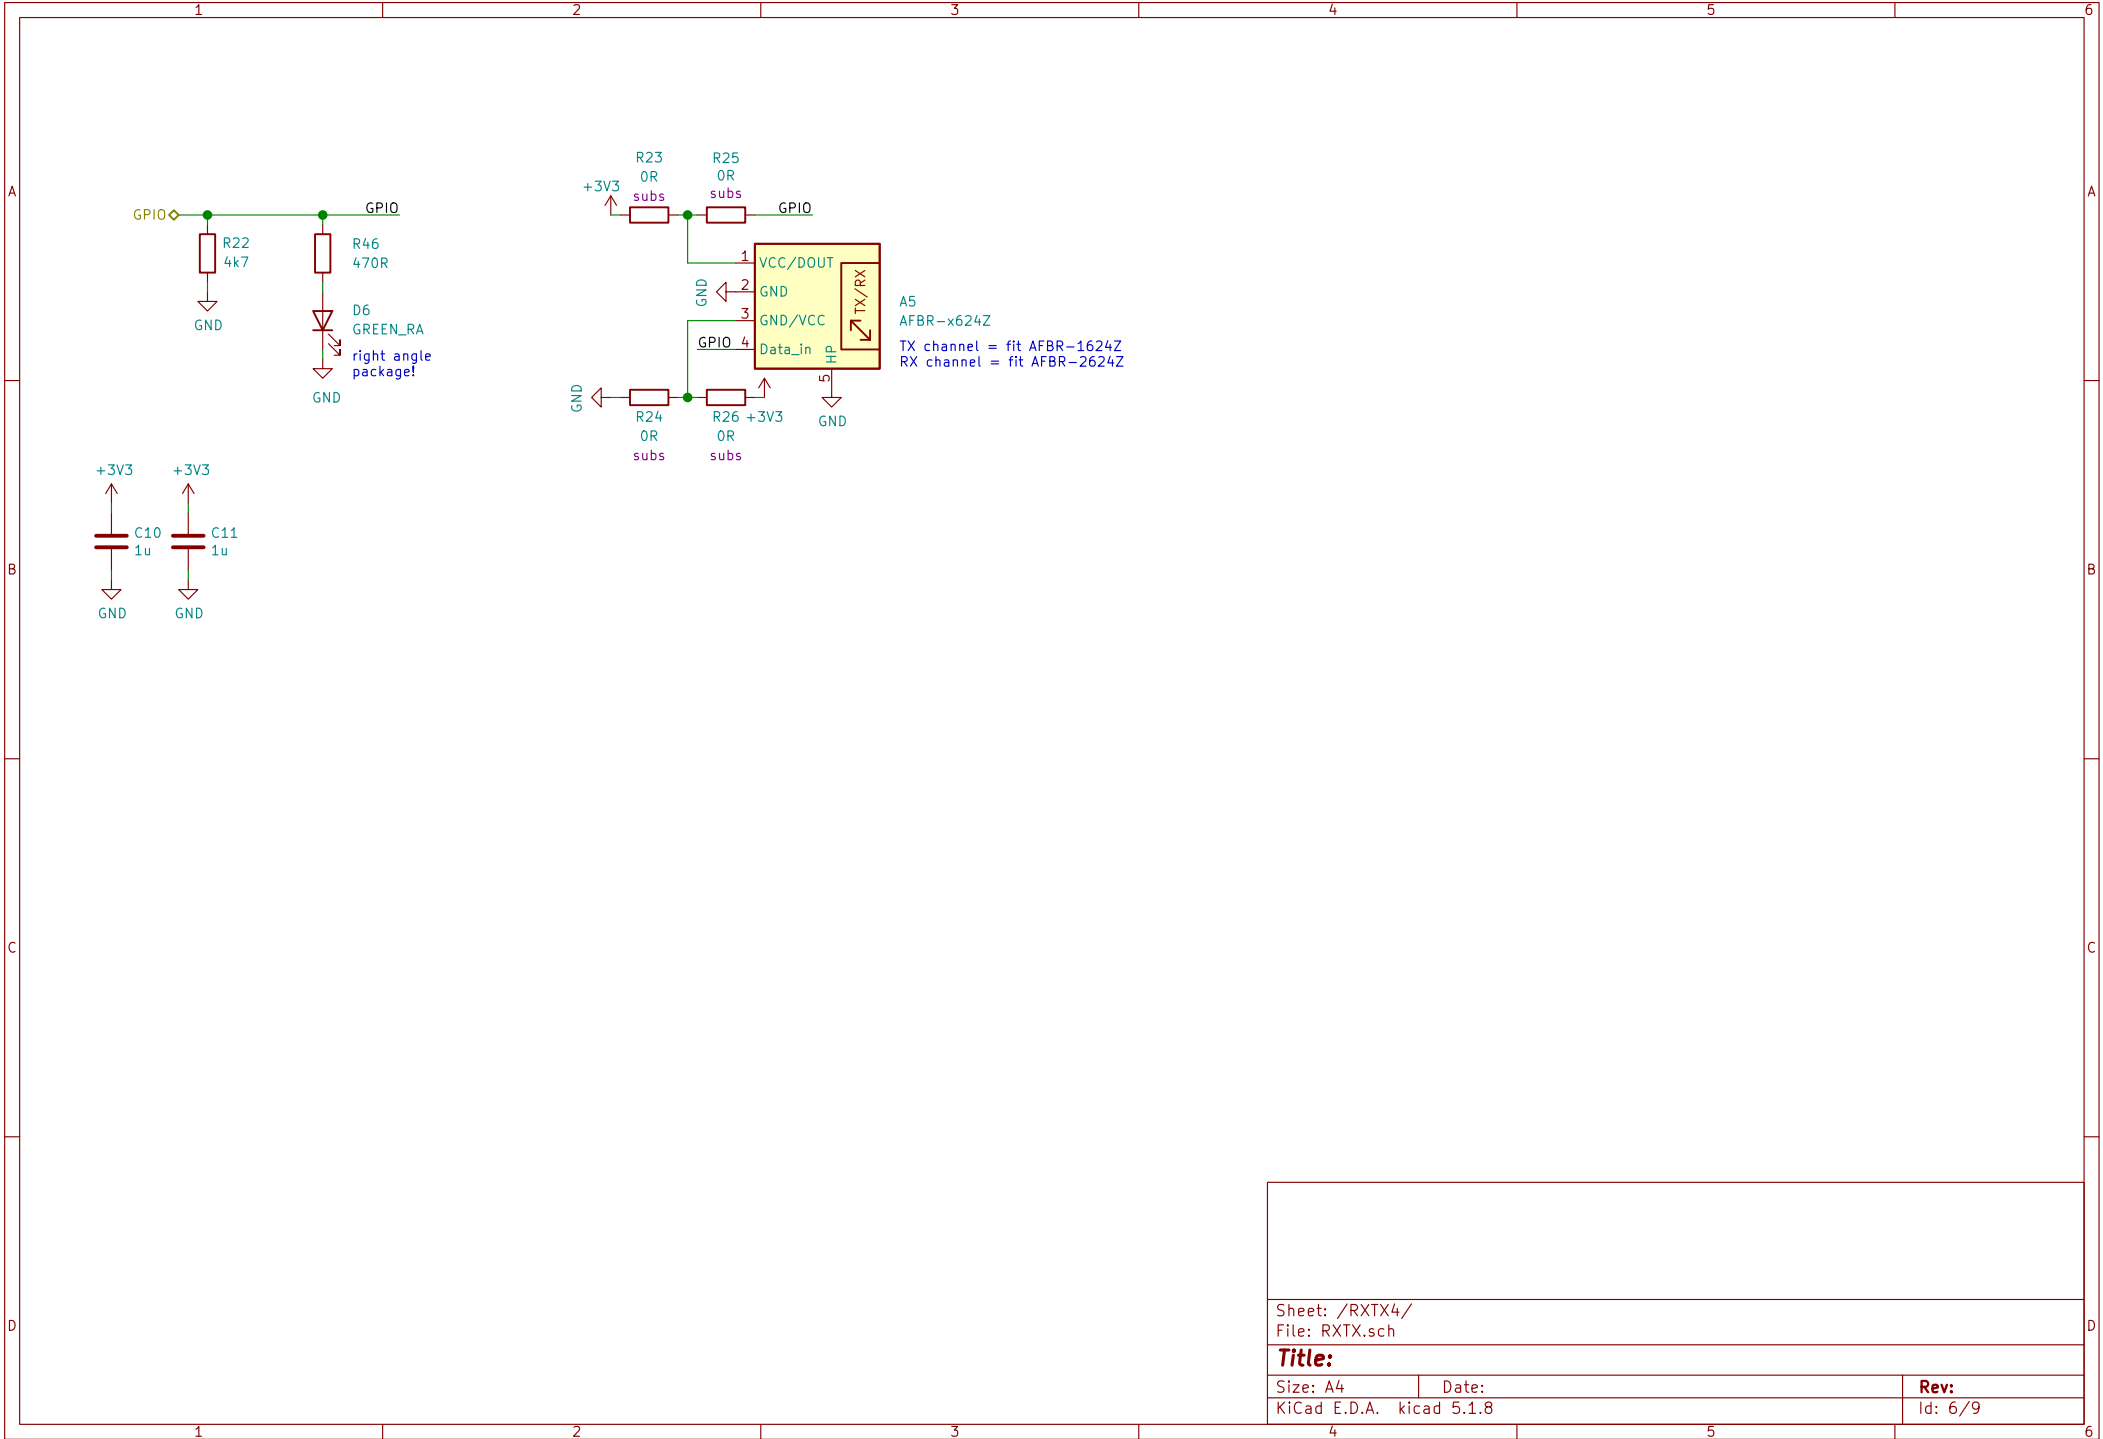 1 2 3 4 5 6
A A
R23
0R
subs
R25
0R
subs
+3V3
GPIO
GPIO
GPIO
R22
4k7
GND
R46
470R
D6
GREEN_RA
right angle
package!
GND
1 VCC/DOUT
GND 2 GND
3 GND/VCC
GPIO 4 Data_in
TX/RX
HP
5
GND
A5
AFBR-x624Z
TX channel = fit AFBR-1624Z
RX channel = fit AFBR-2624Z
GND
R24
0R
subs
R26
0R
subs
+3V3
+3V3
C10
1u
GND
+3V3
C11
1u
GND
B B
C C
D D
Sheet: /RXTX4/
File: RXTX.sch
Title:
Size: A4 Date: Rev:
KiCad E.D.A. kicad 5.1.8 Id: 6/9
1 2 3 4 5 6